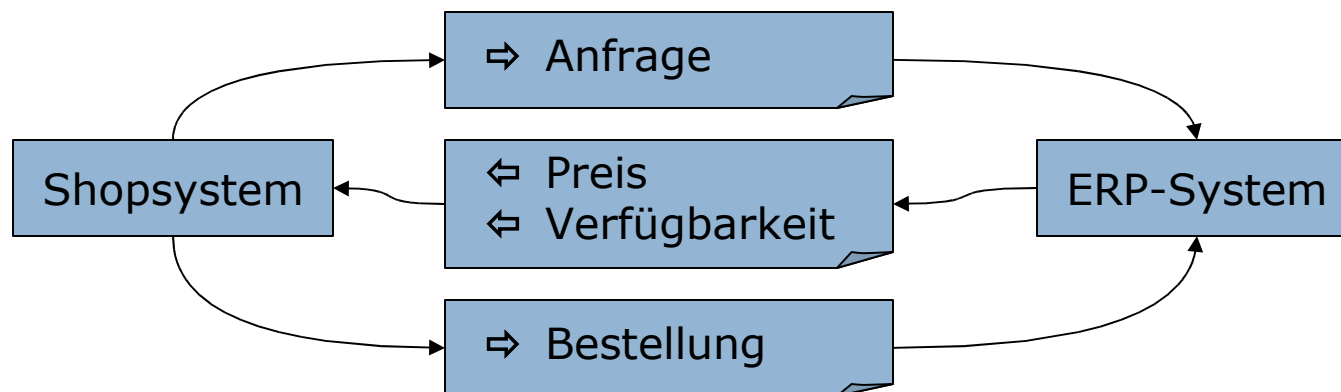 ⇨ Anfrage
Shopsystem
⇦ Preis
⇦ Verfügbarkeit
ERP-System
⇨ Bestellung